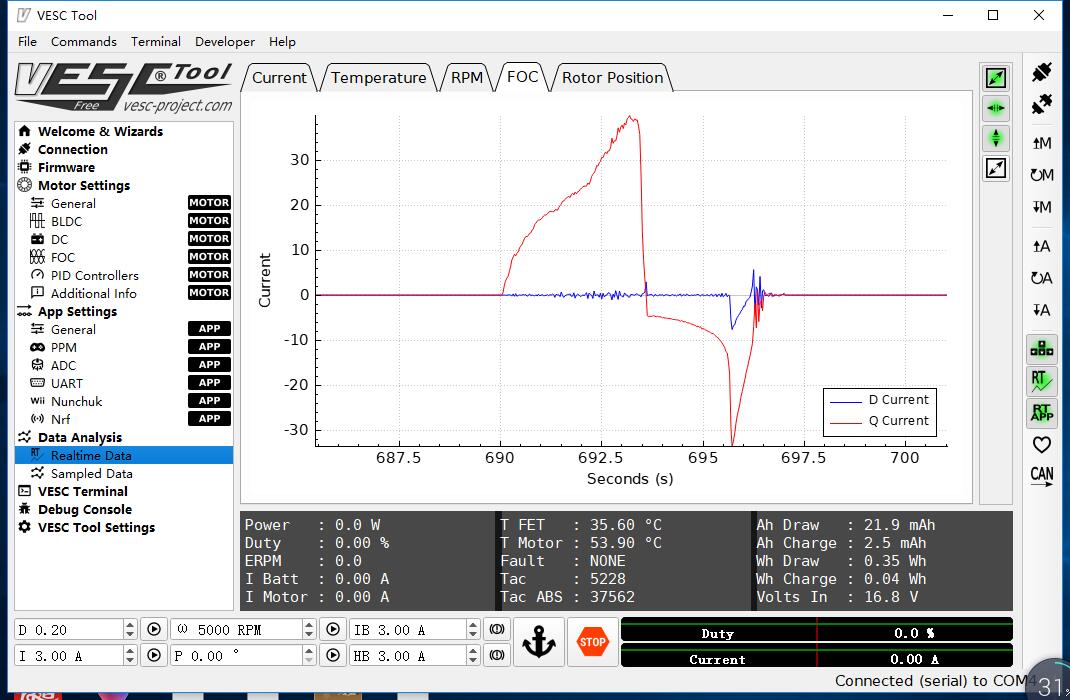 VESC Tool
File Commands Terminal Developer Help
VESC® Tool
Free vesc-project.com
Welcome & Wizards
Connection
Firmware
Motor Settings
General MOTOR
BLDC MOTOR
DC MOTOR
FOC MOTOR
PID Controllers MOTOR
Additional Info MOTOR
App Settings
General APP
PPM APP
ADC APP
UART APP
Wii Nunchuk APP
Nrf APP
Data Analysis
RT Realtime Data
Sampled Data
VESC Terminal
Debug Console
VESC Tool Settings
Current Temperature RPM FOC Rotor Position
Current
30
20
10
0
-10
-20
-30
687.5 690 692.5 695 697.5 700
Seconds (s)
D Current
Q Current
↑M
↻M
↧M
↥A
↻A
↧A
RT
RT
APP
CAN
Power : 0.0 W
Duty : 0.00 %
ERPM : 0.0
I Batt : 0.00 A
I Motor : 0.00 A
T FET : 35.60 °C
T Motor : 53.90 °C
Fault : NONE
Tac : 5228
Tac ABS : 37562
Ah Draw : 21.9 mAh
Ah Charge : 2.5 mAh
Wh Draw : 0.35 Wh
Wh Charge : 0.04 Wh
Volts In : 16.8 V
D 0.20 ω 5000 RPM IB 3.00 A
I 3.00 A P 0.00 ° HB 3.00 A
STOP
Duty 0.0 %
Current 0.00 A
Connected (serial) to COM4
31%